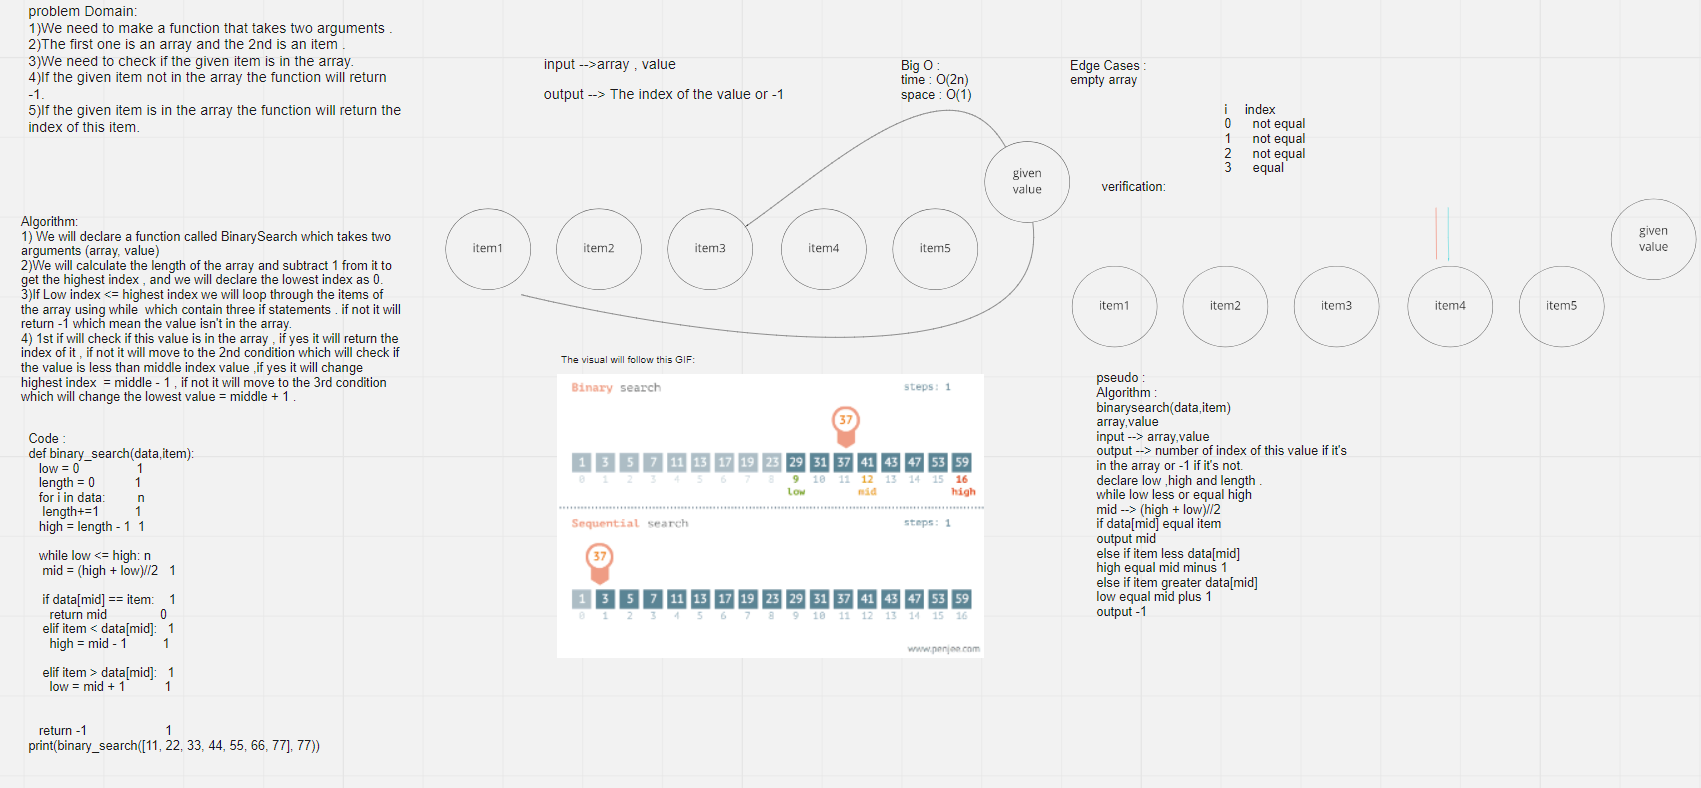 problem Domain:
1)We need to make a function that takes two arguments .
2)The first one is an array and the 2nd is an item .
3)We need to check if the given item is in the array.
4)If the given item not in the array the function will return
-1.
5)If the given item is in the array the function will return the
index of this item.
input -->array , value
output --> The index of the value or -1
Big O :
time : O(2n)
space : O(1)
Edge Cases :
empty array
i index
0 not equal
1 not equal
2 not equal
3 equal
given
value
verification:
item1 item2 item3 item4 item5
given
value
item1 item2 item3 item4 item5
Algorithm:
1) We will declare a function called BinarySearch which takes two
arguments (array, value)
2)We will calculate the length of the array and subtract 1 from it to
get the highest index , and we will declare the lowest index as 0.
3)If Low index <= highest index we will loop through the items of
the array using while which contain three if statements . if not it will
return -1 which mean the value isn't in the array.
4) 1st if will check if this value is in the array , if yes it will return the
index of it , if not it will move to the 2nd condition which will check if
the value is less than middle index value ,if yes it will change
highest index = middle - 1 , if not it will move to the 3rd condition
which will change the lowest value = middle + 1 .
Code :
def binary_search(data,item):
low = 0 1
length = 0 1
for i in data: n
length+=1 1
high = length - 1 1
while low <= high: n
mid = (high + low)//2 1
if data[mid] == item: 1
return mid 0
elif item < data[mid]: 1
high = mid - 1 1
elif item > data[mid]: 1
low = mid + 1 1
return -1 1
print(binary_search([11, 22, 33, 44, 55, 66, 77], 77))
The visual will follow this GIF:
Binary search steps: 1
37
1 3 5 7 11 13 17 19 23 29 31 37 41 43 47 53 59
0 1 2 3 4 5 6 7 8 9 10 11 12 13 14 15 16
low mid high
Sequential search steps: 1
37
1 3 5 7 11 13 17 19 23 29 31 37 41 43 47 53 59
0 1 2 3 4 5 6 7 8 9 10 11 12 13 14 15 16
www.penjee.com
pseudo :
Algorithm :
binarysearch(data,item)
array,value
input --> array,value
output --> number of index of this value if it's
in the array or -1 if it's not.
declare low ,high and length .
while low less or equal high
mid --> (high + low)//2
if data[mid] equal item
output mid
else if item less data[mid]
high equal mid minus 1
else if item greater data[mid]
low equal mid plus 1
output -1